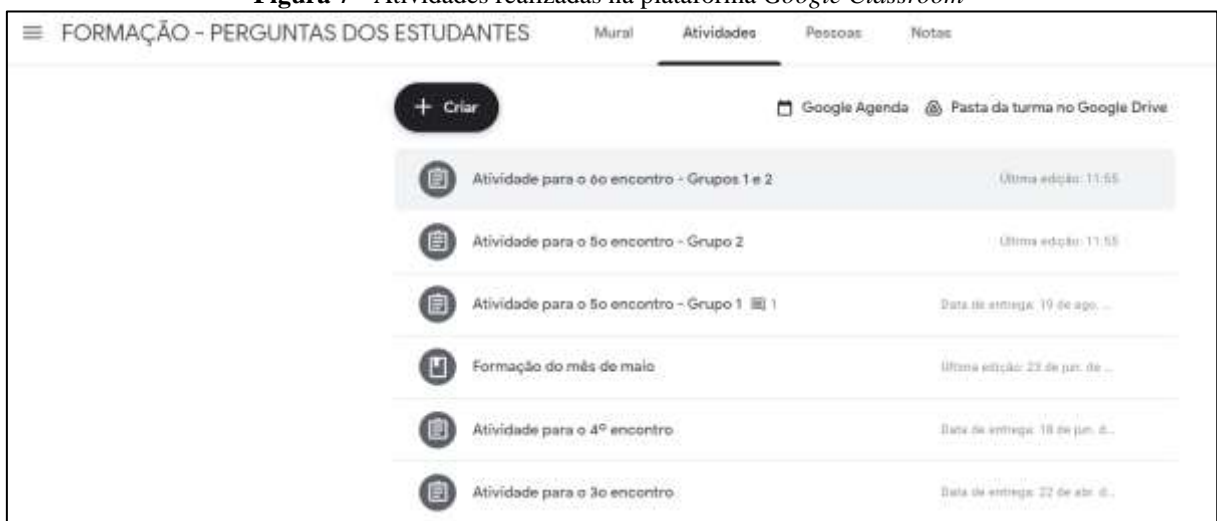 Figura 7 - Atividades realizadas na plataforma Google Classroom
FORMAÇÃO - PERGUNTAS DOS ESTUDANTES Mural Atividades Pessoas Notas
+ Criar Google Agenda Pasta da turma no Google Drive
Atividade para o 6o encontro - Grupos 1 e 2 Última edição: 11:55
Atividade para o 5o encontro - Grupo 2 Última edição: 11:55
Atividade para o 5o encontro - Grupo 1 1 Data de entrega: 19 de ago. ...
Formação do mês de maio Última edição: 23 de jun. de ...
Atividade para o 4º encontro Data de entrega: 18 de jun. d...
Atividade para o 3o encontro Data de entrega: 22 de abr. d...